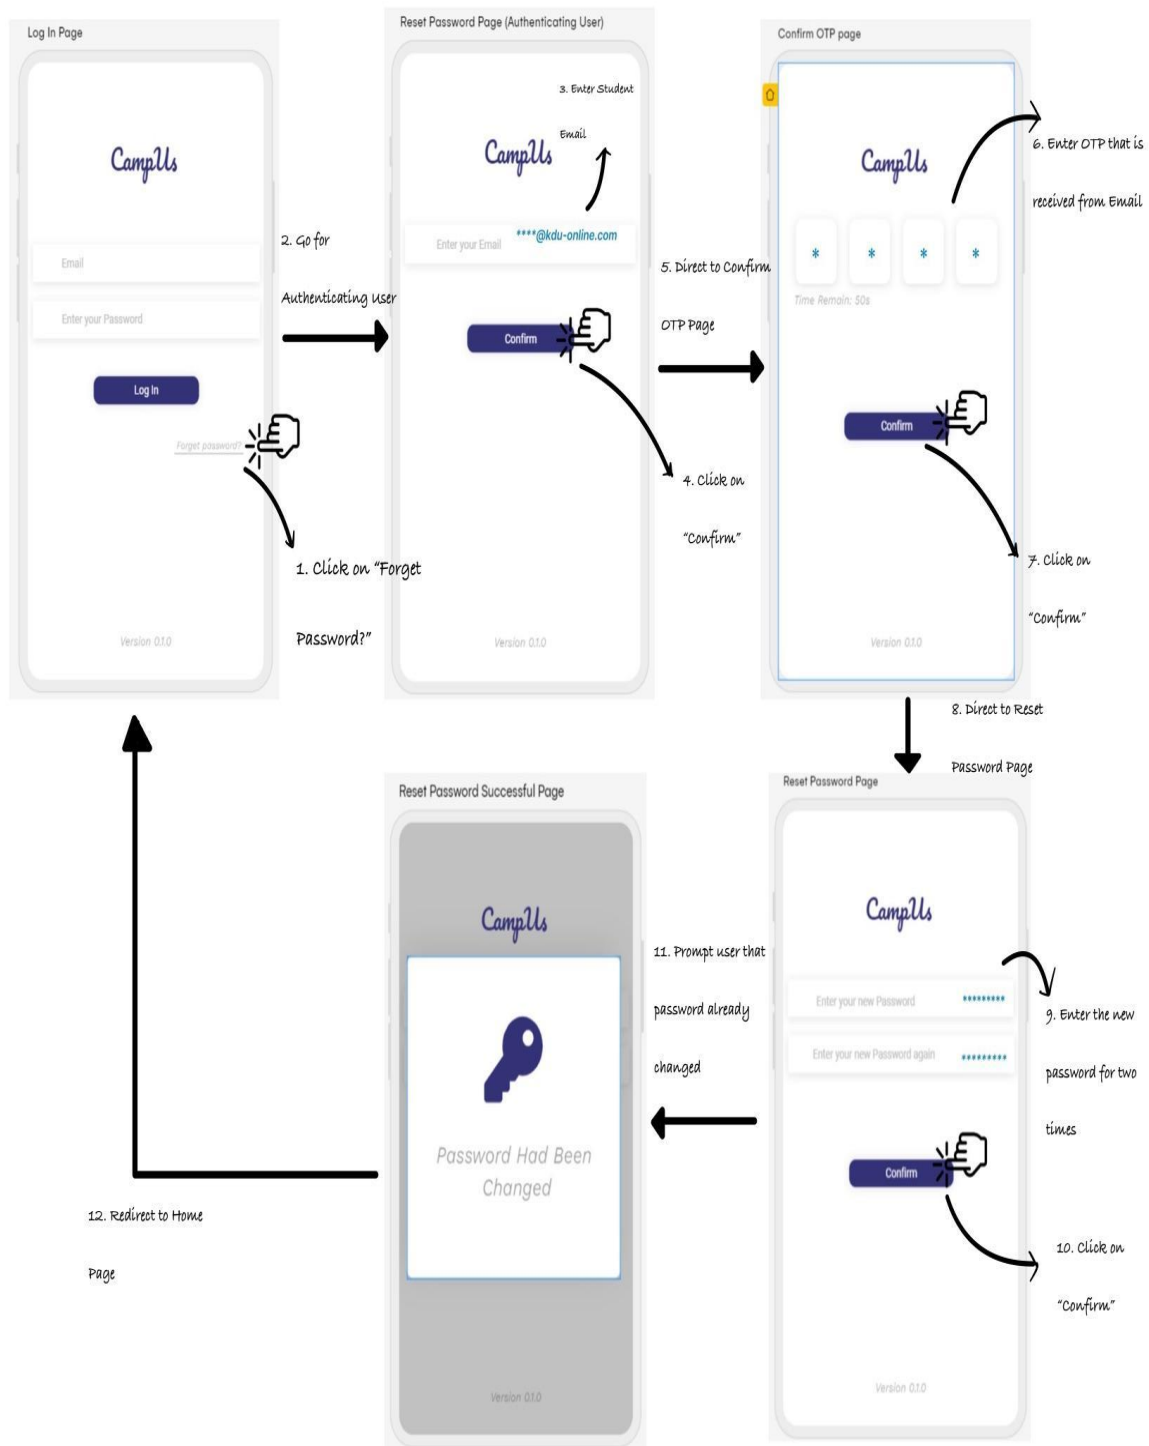 Log In Page
CampUs
Email
Enter your Password
Log In
Forget password?
Version 0.1.0
1. Click on "Forget
Password?"
2. Go for
Authenticating User
Reset Password Page (Authenticating User)
3. Enter Student
Email
CampUs
Enter your Email ****@kdu-online.com
Confirm
Version 0.1.0
4. Click on
"Confirm"
5. Direct to Confirm
OTP Page
Confirm OTP page
CampUs
* * * *
Time Remain: 50s
Confirm
Version 0.1.0
6. Enter OTP that is
received from Email
7. Click on
"Confirm"
8. Direct to Reset
Password Page
Reset Password Page
CampUs
Enter your new Password *********
Enter your new Password again *********
Confirm
Version 0.1.0
9. Enter the new
password for two
times
10. Click on
"Confirm"
11. Prompt user that
password already
changed
Reset Password Successful Page
CampUs
Password Had Been
Changed
Version 0.1.0
12. Redirect to Home
Page